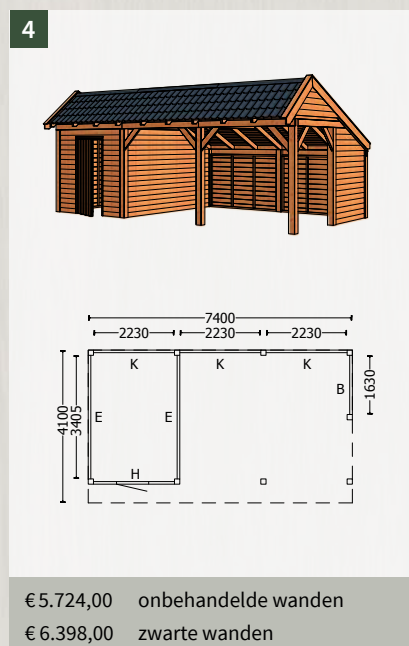 4
7400
2230 2230 2230
K K K
B
1630
4100
3405
E E
H
€ 5.724,00 onbehandelde wanden
€ 6.398,00 zwarte wanden